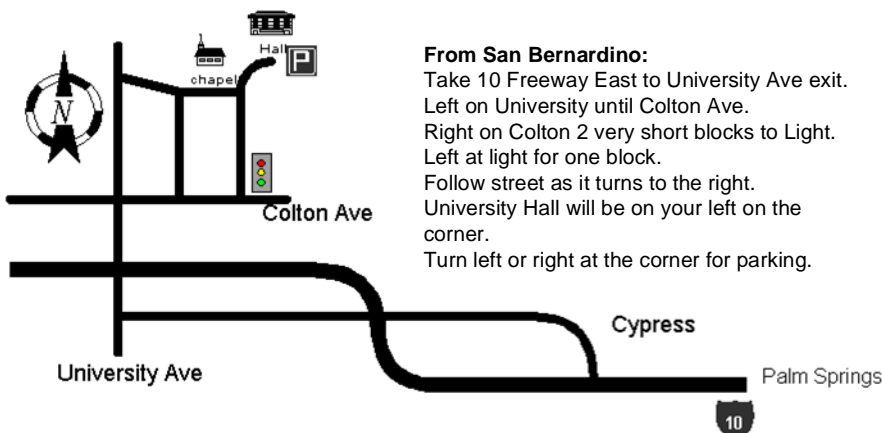 Hall
P
chapel
N
From San Bernardino:
Take 10 Freeway East to University Ave exit.
Left on University until Colton Ave.
Right on Colton 2 very short blocks to Light.
Left at light for one block.
Follow street as it turns to the right.
University Hall will be on your left on the
corner.
Turn left or right at the corner for parking.
Colton Ave
Cypress
University Ave
Palm Springs
10